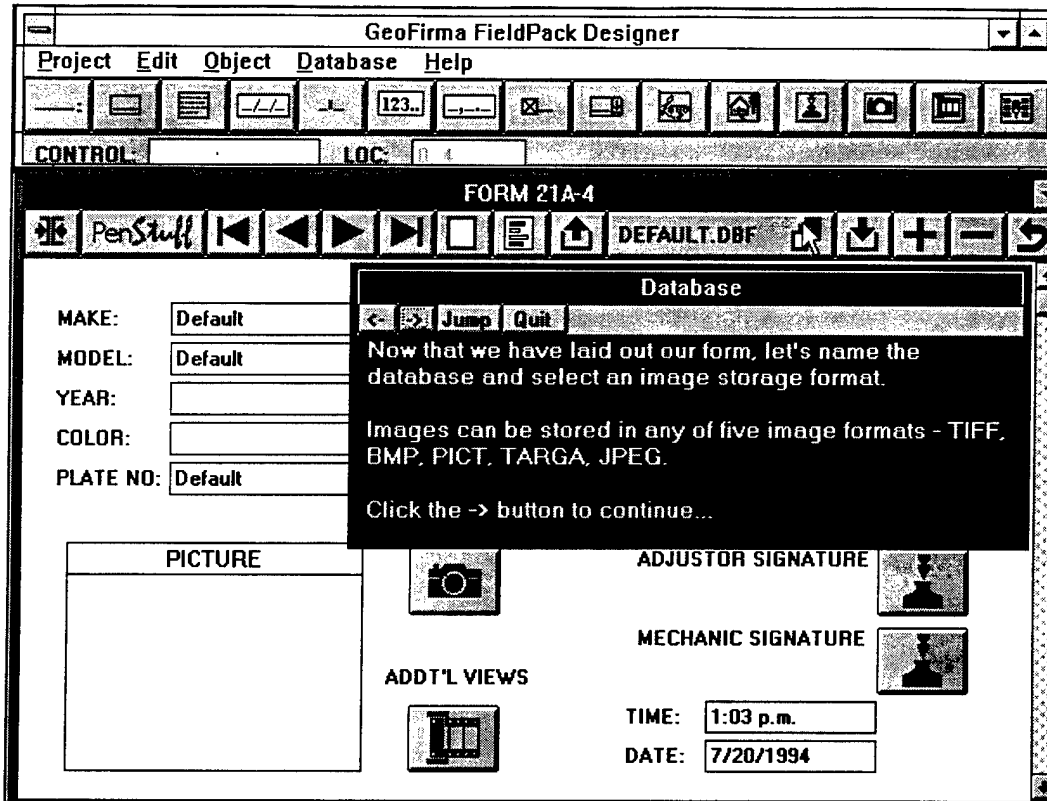 GeoFirma FieldPack Designer
Project Edit Object Database Help
123..
CONTROL: LOC:
FORM 21A-4
PenStuff DEFAULT.DBF
Database
<- -> Jump Quit
Now that we have laid out our form, let's name the
database and select an image storage format.
Images can be stored in any of five image formats - TIFF,
BMP, PICT, TARGA, JPEG.
Click the -> button to continue...
MAKE: Default
MODEL: Default
YEAR:
COLOR:
PLATE NO: Default
PICTURE
ADDT'L VIEWS
ADJUSTOR SIGNATURE
MECHANIC SIGNATURE
TIME: 1:03 p.m.
DATE: 7/20/1994